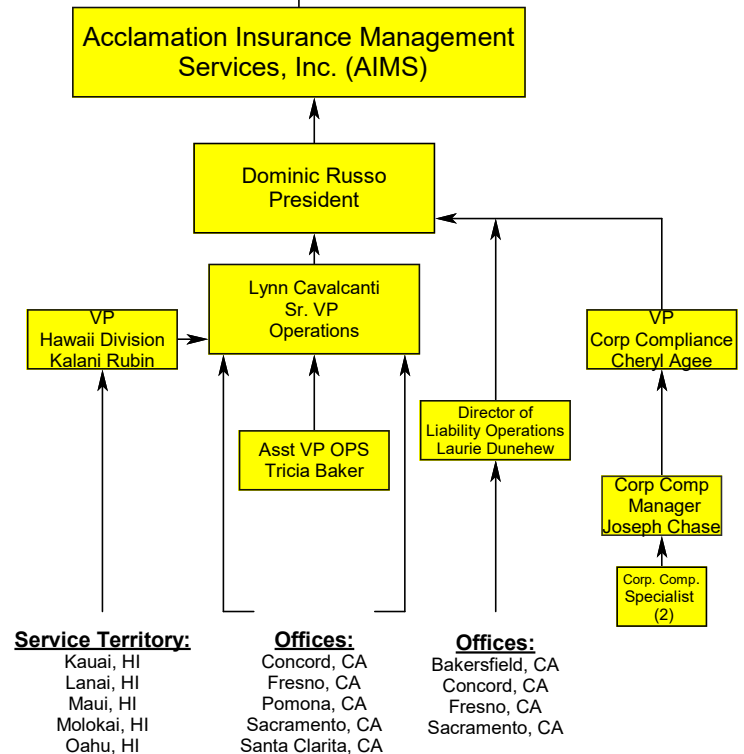 Acclamation Insurance Management
Services, Inc. (AIMS)
Dominic Russo
President
Lynn Cavalcanti
Sr. VP
Operations
VP
Hawaii Division
Kalani Rubin
VP
Corp Compliance
Cheryl Agee
Asst VP OPS
Tricia Baker
Director of
Liability Operations
Laurie Dunehew
Corp Comp
Manager
Joseph Chase
Corp. Comp.
Specialist
(2)
Service Territory:
Kauai, HI
Lanai, HI
Maui, HI
Molokai, HI
Oahu, HI
Offices:
Concord, CA
Fresno, CA
Pomona, CA
Sacramento, CA
Santa Clarita, CA
Offices:
Bakersfield, CA
Concord, CA
Fresno, CA
Sacramento, CA